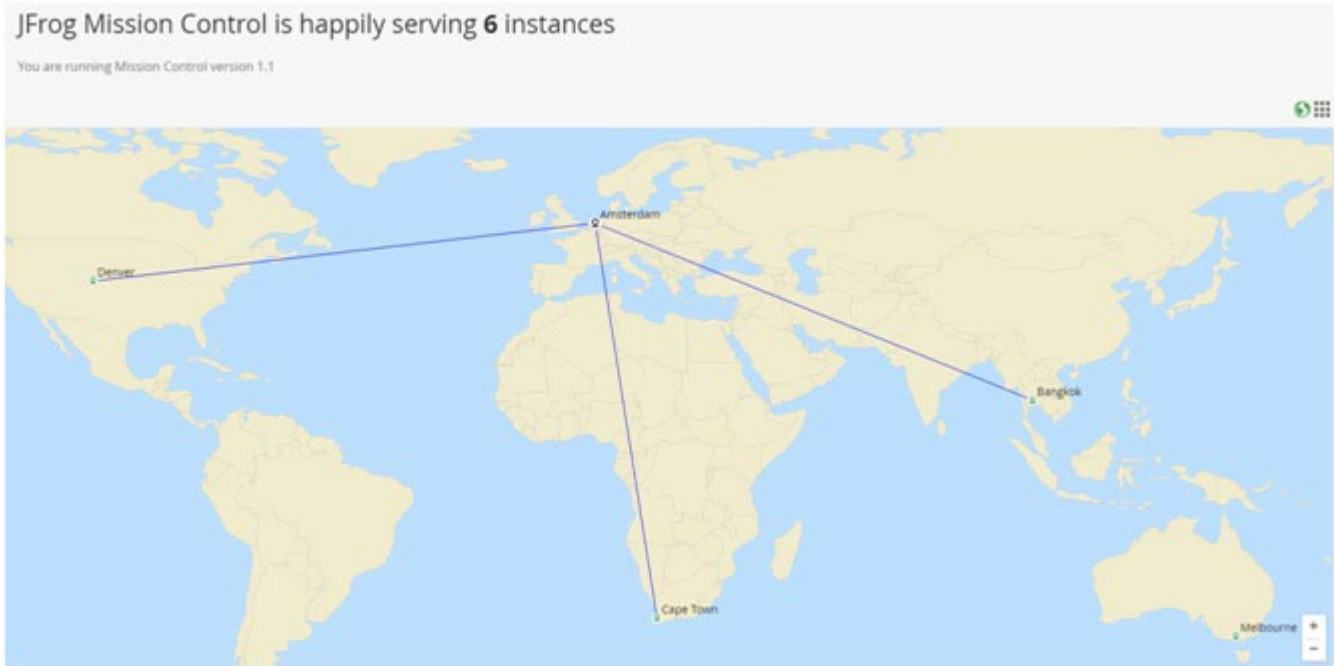 JFrog Mission Control is happily serving 6 instances
You are running Mission Control version 1.1
Amsterdam
Denver
Bangkok
Cape Town
Melbourne
+
−